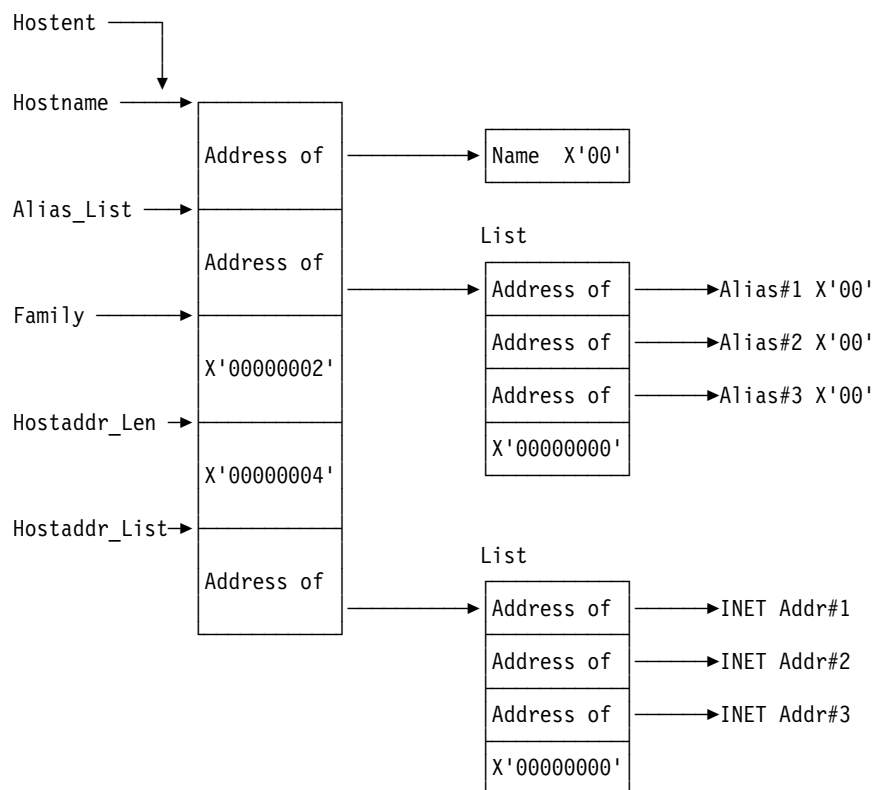 Hostent
Hostname
Address of
Name X'00'
Alias_List
List
Address of
Address of
Alias#1 X'00'
Family
Address of
Alias#2 X'00'
X'00000002'
Address of
Alias#3 X'00'
Hostaddr_Len
X'00000000'
X'00000004'
Hostaddr_List
List
Address of
Address of
INET Addr#1
Address of
INET Addr#2
Address of
INET Addr#3
X'00000000'